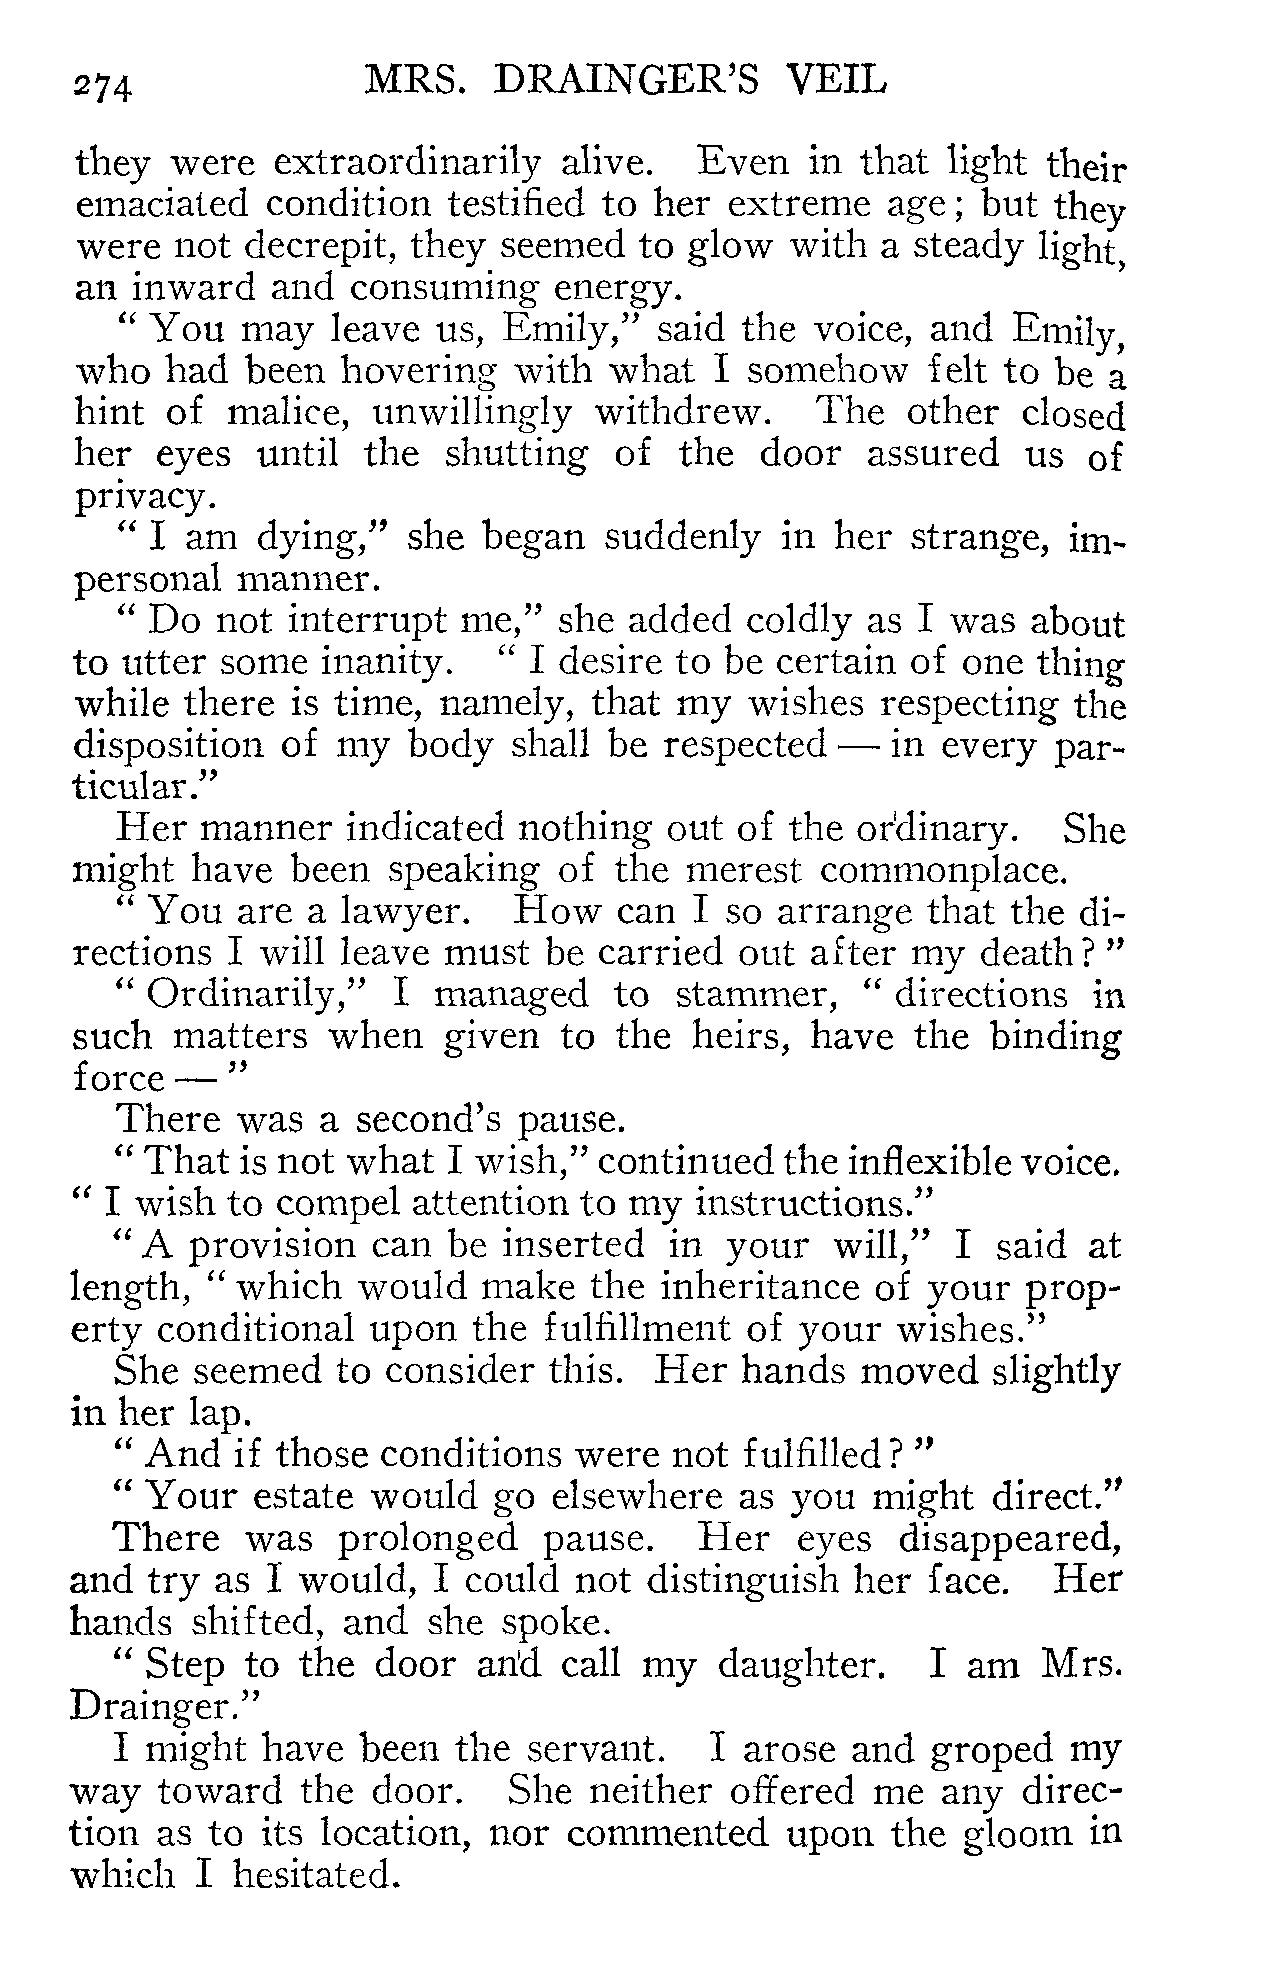 274 MRS. DRAINGER'S VEIL
they were extraordinarily alive. Even in that light their
emaciated condition testified to her extreme age; but they
were not decrepit, they seemed to glow with a steady light,
an inward and consuming energy.
" You may leave us, Emily," said the voice, and Emily,
who had been hovering with what I somehow felt to be a
hint of malice, unwillingly withdrew. The other closed
her eyes until the shutting of the door assured us of
privacy.
" I am dying," she began suddenly in her strange, im-
personal manner.
" Do not interrupt me," she added coldly as I was about
to utter some inanity. " I desire to be certain of one thing
while there is time, namely, that my wishes respecting the
disposition of my body shall be respected — in every par-
ticular."
Her manner indicated nothing out of the ordinary. She
might have been speaking of the merest commonplace.
" You are a lawyer. How can I so arrange that the di-
rections I will leave must be carried out after my death? "
" Ordinarily," I managed to stammer, " directions in
such matters when given to the heirs, have the binding
force — "
There was a second's pause.
" That is not what I wish," continued the inflexible voice.
" I wish to compel attention to my instructions."
" A provision can be inserted in your will," I said at
length, " which would make the inheritance of your prop-
erty conditional upon the fulfillment of your wishes."
She seemed to consider this. Her hands moved slightly
in her lap.
" And if those conditions were not fulfilled? "
" Your estate would go elsewhere as you might direct."
There was prolonged pause. Her eyes disappeared,
and try as I would, I could not distinguish her face. Her
hands shifted, and she spoke.
" Step to the door and call my daughter. I am Mrs.
Drainger."
I might have been the servant. I arose and groped my
way toward the door. She neither offered me any direc-
tion as to its location, nor commented upon the gloom in
which I hesitated.